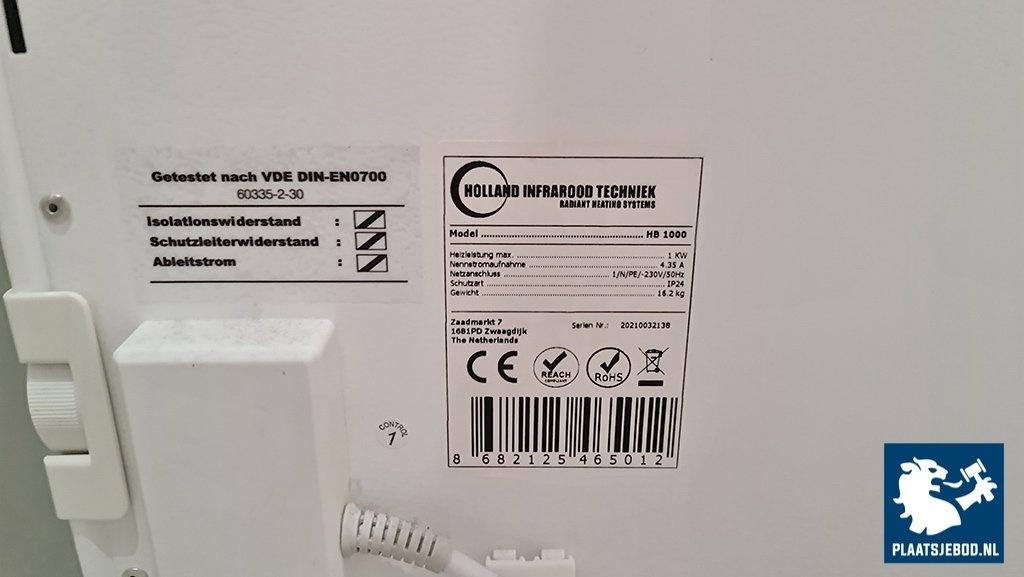 Getestet nach VDE DIN-EN0700
60335-2-30
Isolationswiderstand :
Schutzleiterwiderstand :
Ableitstrom :
HOLLAND INFRAROOD TECHNIEK
RADIANT HEATING SYSTEMS
Model ........ HB 1000
Heizleistung max. ........ 1 KW
Nennstromaufnahme ........ 4.35 A
Netzanschluss ........ 1/N/PE/~230V/50Hz
Schutzart ........ IP24
Gewicht ........ 16.2 kg
Zaadmarkt 7
1681PD Zwaagdijk
The Netherlands
Serien Nr.: 20210032138
CE
REACH
COMPLIANT
RoHS
8 682125 465012
CONTROL
1
PLAATSJEBOD.NL